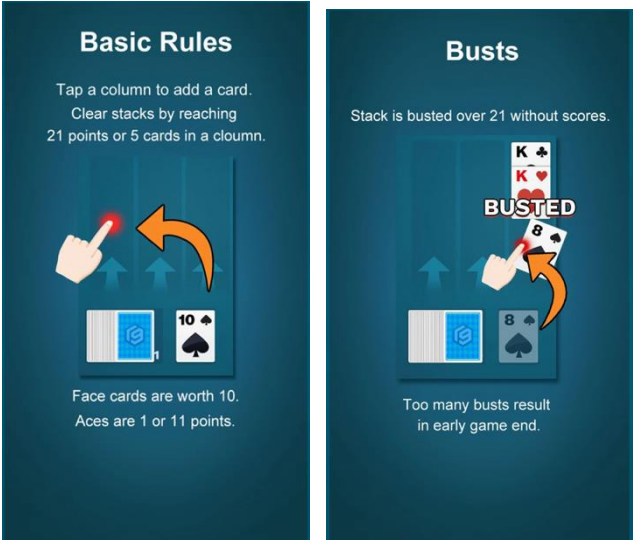 Basic Rules
Tap a column to add a card.
Clear stacks by reaching
21 points or 5 cards in a cloumn.
1
10
Face cards are worth 10.
Aces are 1 or 11 points.
Busts
Stack is busted over 21 without scores.
K
K
BUSTED
8
8
Too many busts result
in early game end.